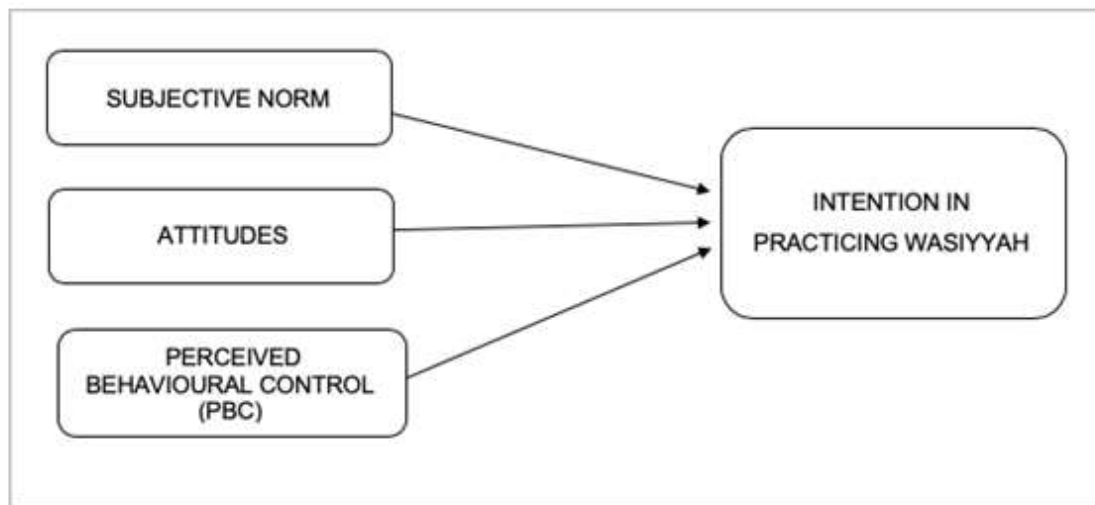 SUBJECTIVE NORM
ATTITUDES
PERCEIVED
BEHAVIOURAL CONTROL
(PBC)
INTENTION IN
PRACTICING WASIYYAH